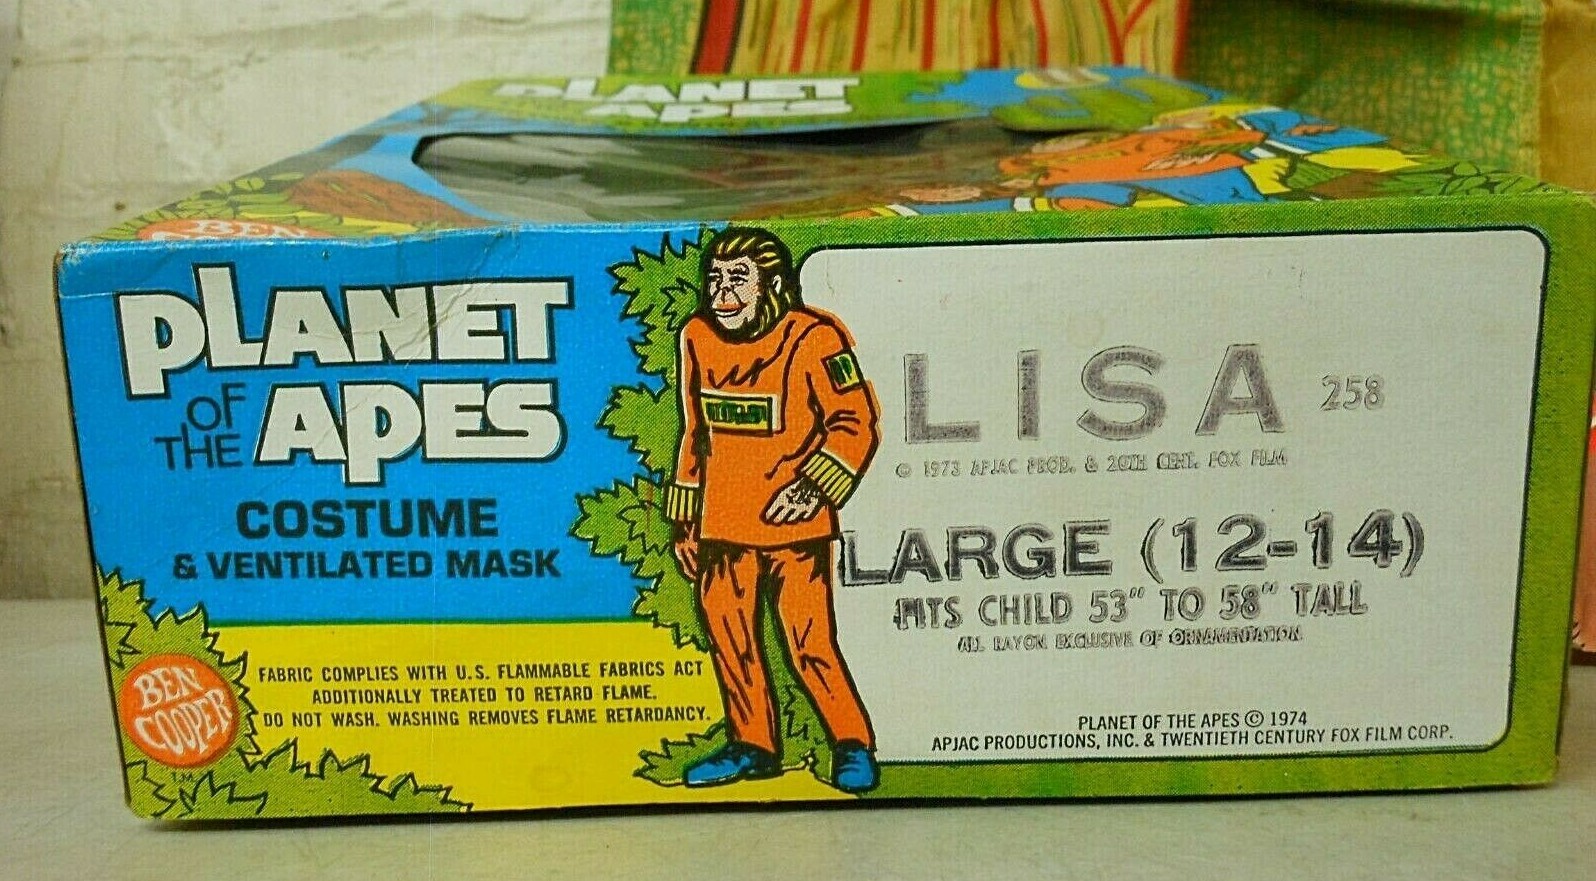 PLANET
APES
BEN
PLANET
OF
THE APES
COSTUME
& VENTILATED MASK
FABRIC COMPLIES WITH U.S. FLAMMABLE FABRICS ACT
ADDITIONALLY TREATED TO RETARD FLAME.
DO NOT WASH. WASHING REMOVES FLAME RETARDANCY.
BEN
COOPER
T.M.
LISA 258
© 1973 APJAC PROD. & 20TH CENT. FOX FILM
LARGE (12-14)
FITS CHILD 53" TO 58" TALL
ALL RAYON EXCLUSIVE OF ORNAMENTATION
PLANET OF THE APES © 1974
APJAC PRODUCTIONS, INC. & TWENTIETH CENTURY FOX FILM CORP.